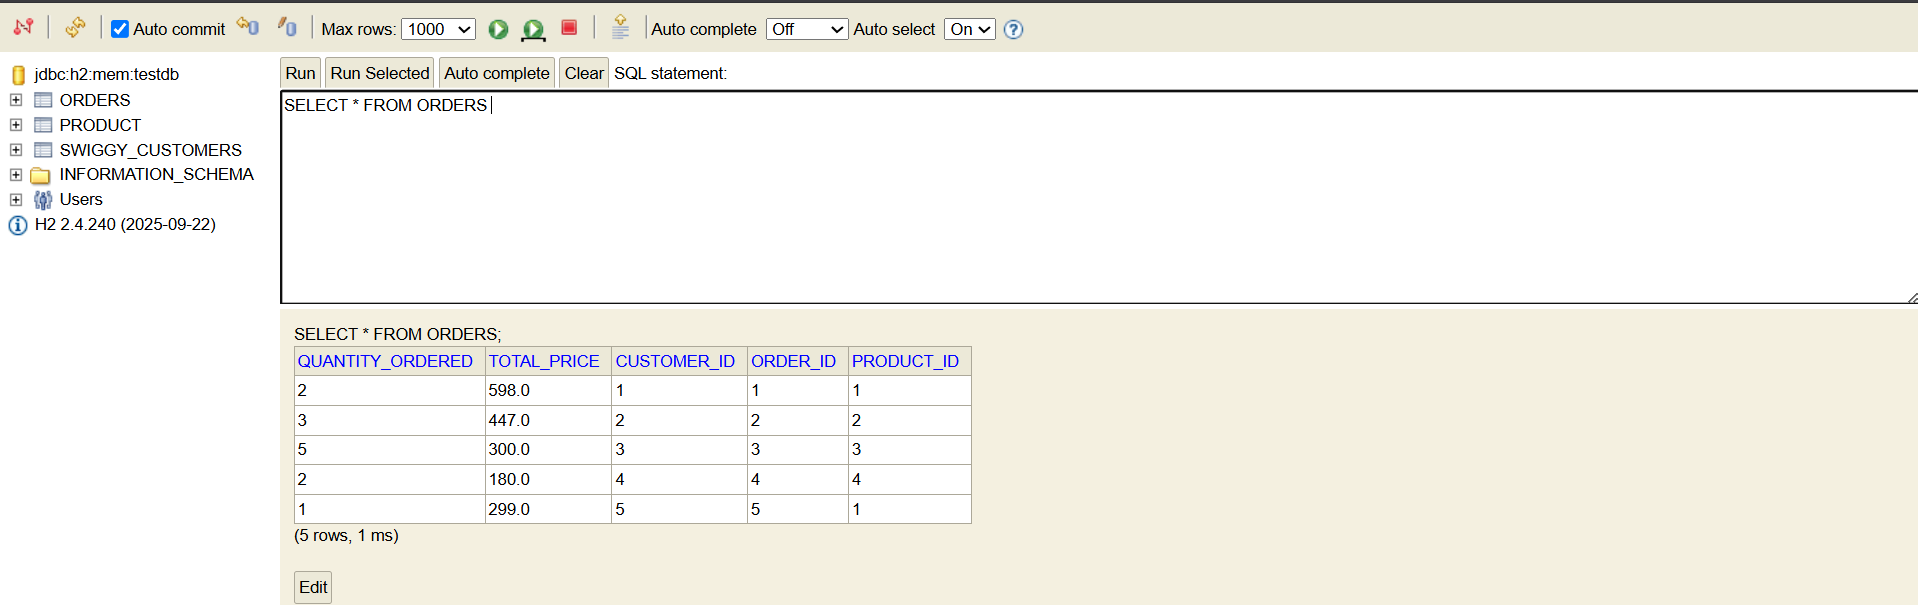 Auto commit Max rows: 1000 Auto complete Off Auto select On ?
jdbc:h2:mem:testdb
ORDERS
PRODUCT
SWIGGY_CUSTOMERS
INFORMATION_SCHEMA
Users
H2 2.4.240 (2025-09-22)
Run Run Selected Auto complete Clear SQL statement:
SELECT * FROM ORDERS
SELECT * FROM ORDERS;
QUANTITY_ORDERED TOTAL_PRICE CUSTOMER_ID ORDER_ID PRODUCT_ID
2 598.0 1 1 1
3 447.0 2 2 2
5 300.0 3 3 3
2 180.0 4 4 4
1 299.0 5 5 1
(5 rows, 1 ms)
Edit